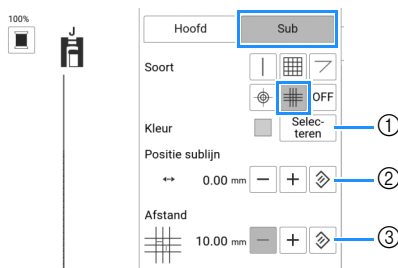 100%
J
Hoofd
Sub
Soort
OFF
Kleur
Selec-
teren
①
Positie sublijn
0.00 mm
②
Afstand
10.00 mm
③